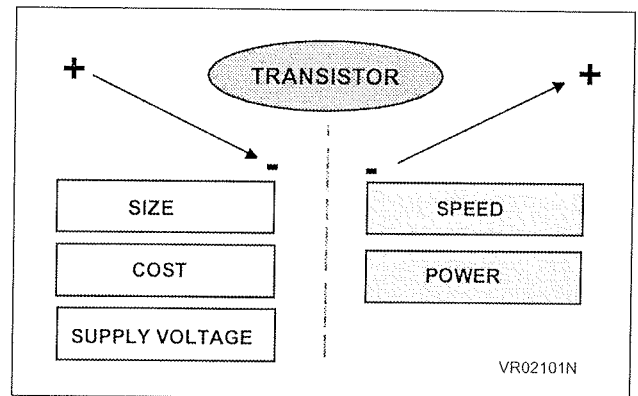 +
TRANSISTOR
+
-
-
SIZE
SPEED
COST
POWER
SUPPLY VOLTAGE
VR02101N